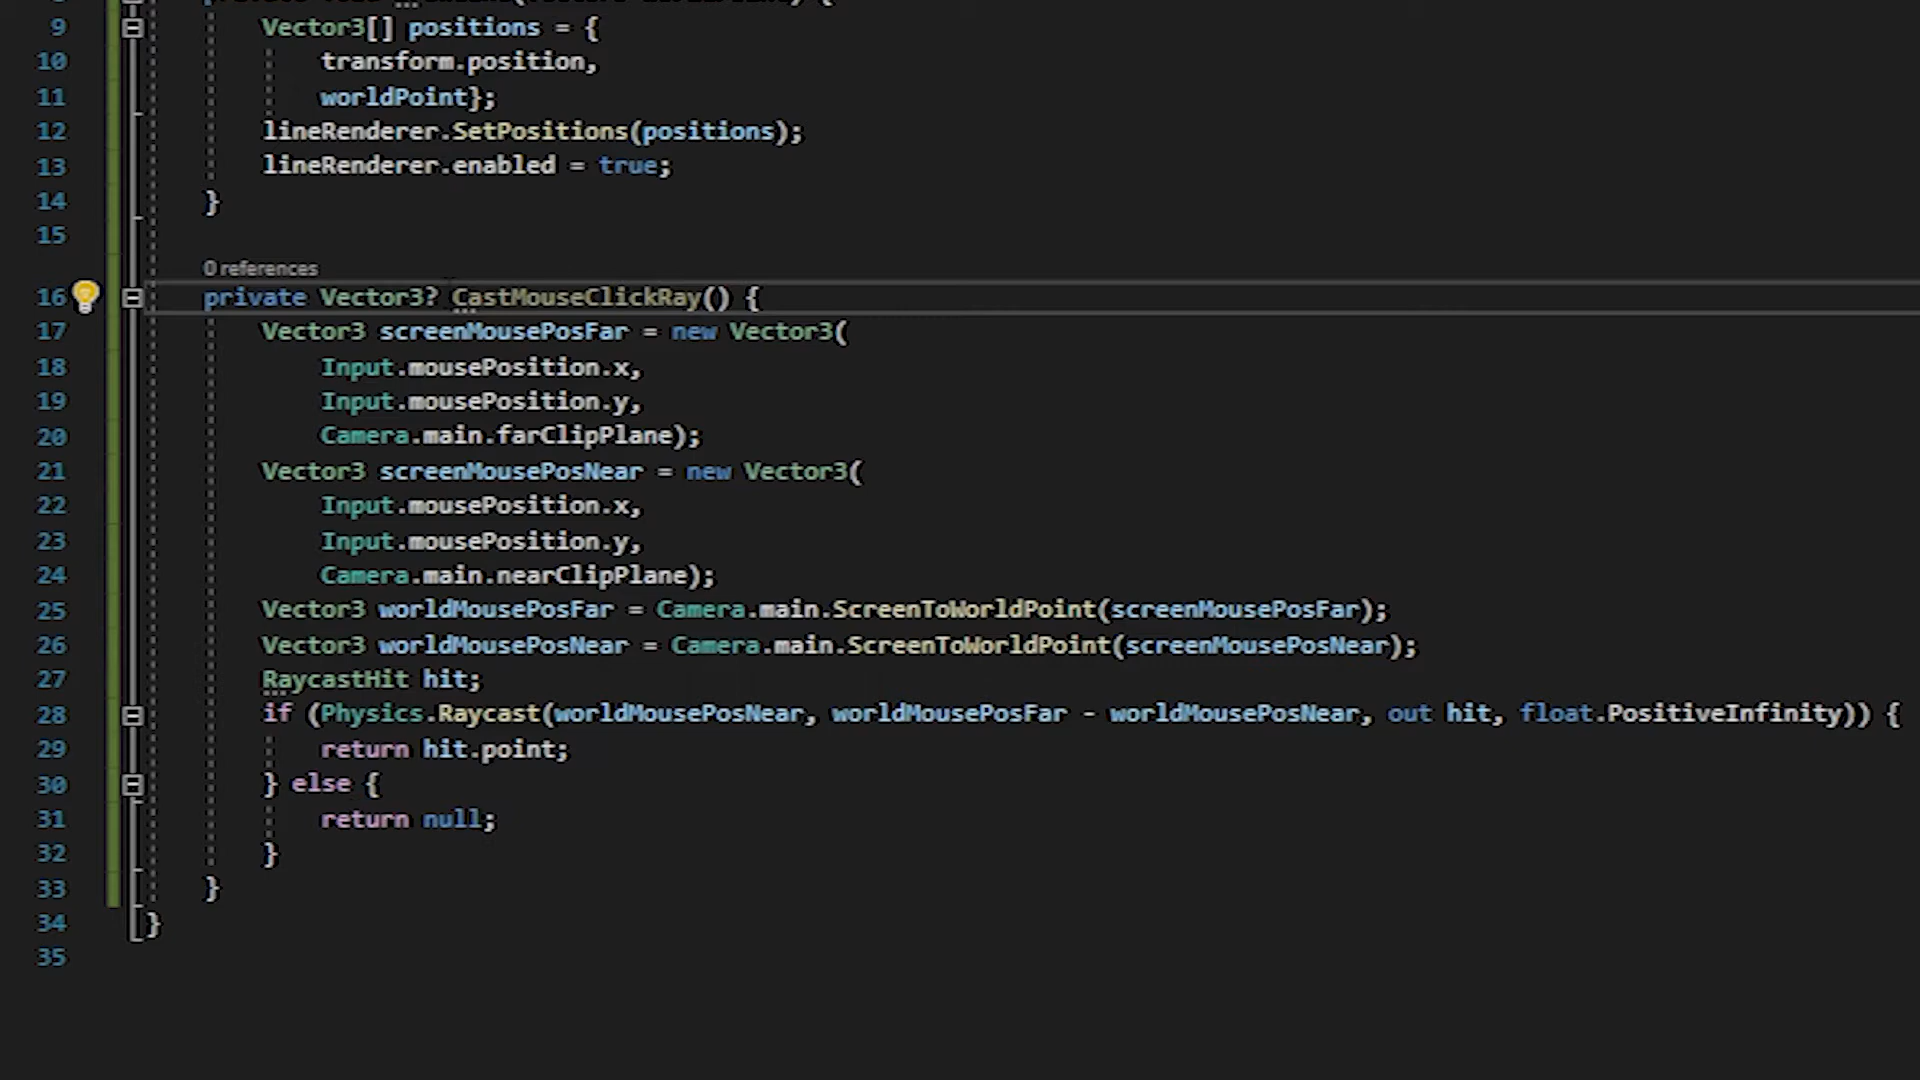 9 Vector3[] positions = {
10 transform.position,
11 worldPoint};
12 lineRenderer.SetPositions(positions);
13 lineRenderer.enabled = true;
14 }
15
0 references
16 private Vector3? CastMouseClickRay() {
17 Vector3 screenMousePosFar = new Vector3(
18 Input.mousePosition.x,
19 Input.mousePosition.y,
20 Camera.main.farClipPlane);
21 Vector3 screenMousePosNear = new Vector3(
22 Input.mousePosition.x,
23 Input.mousePosition.y,
24 Camera.main.nearClipPlane);
25 Vector3 worldMousePosFar = Camera.main.ScreenToWorldPoint(screenMousePosFar);
26 Vector3 worldMousePosNear = Camera.main.ScreenToWorldPoint(screenMousePosNear);
27 RaycastHit hit;
28 if (Physics.Raycast(worldMousePosNear, worldMousePosFar - worldMousePosNear, out hit, float.PositiveInfinity)) {
29 return hit.point;
30 } else {
31 return null;
32 }
33 }
34 }
35